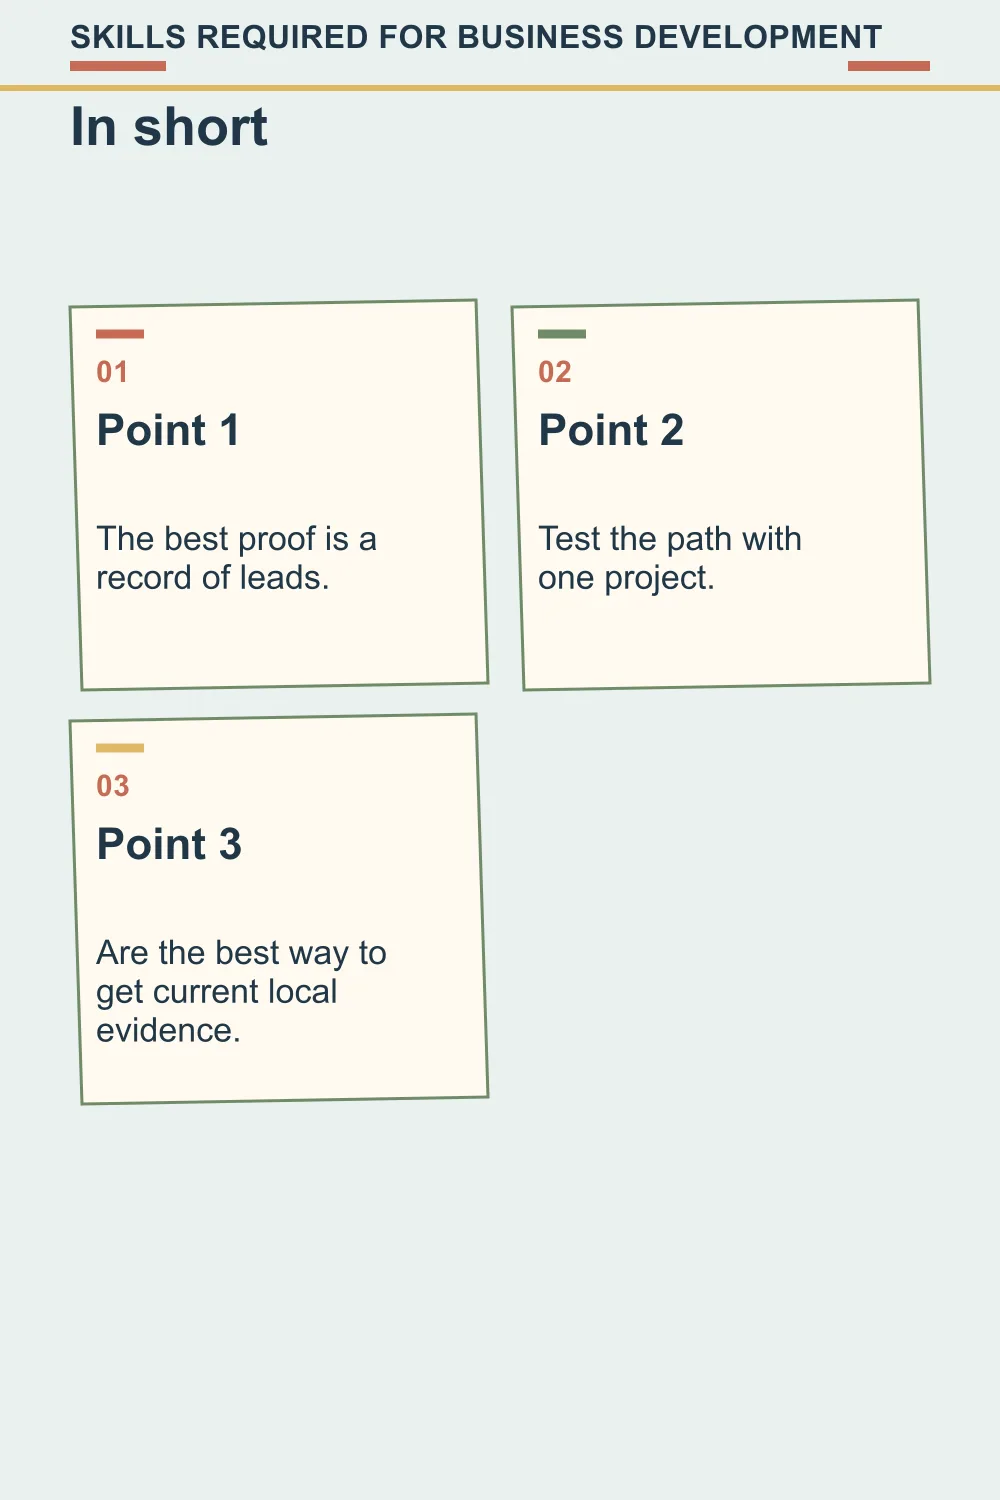 SKILLS REQUIRED FOR BUSINESS DEVELOPMENT
In short
01
Point 1
The best proof is a
record of leads.
02
Point 2
Test the path with
one project.
03
Point 3
Are the best way to
get current local
evidence.